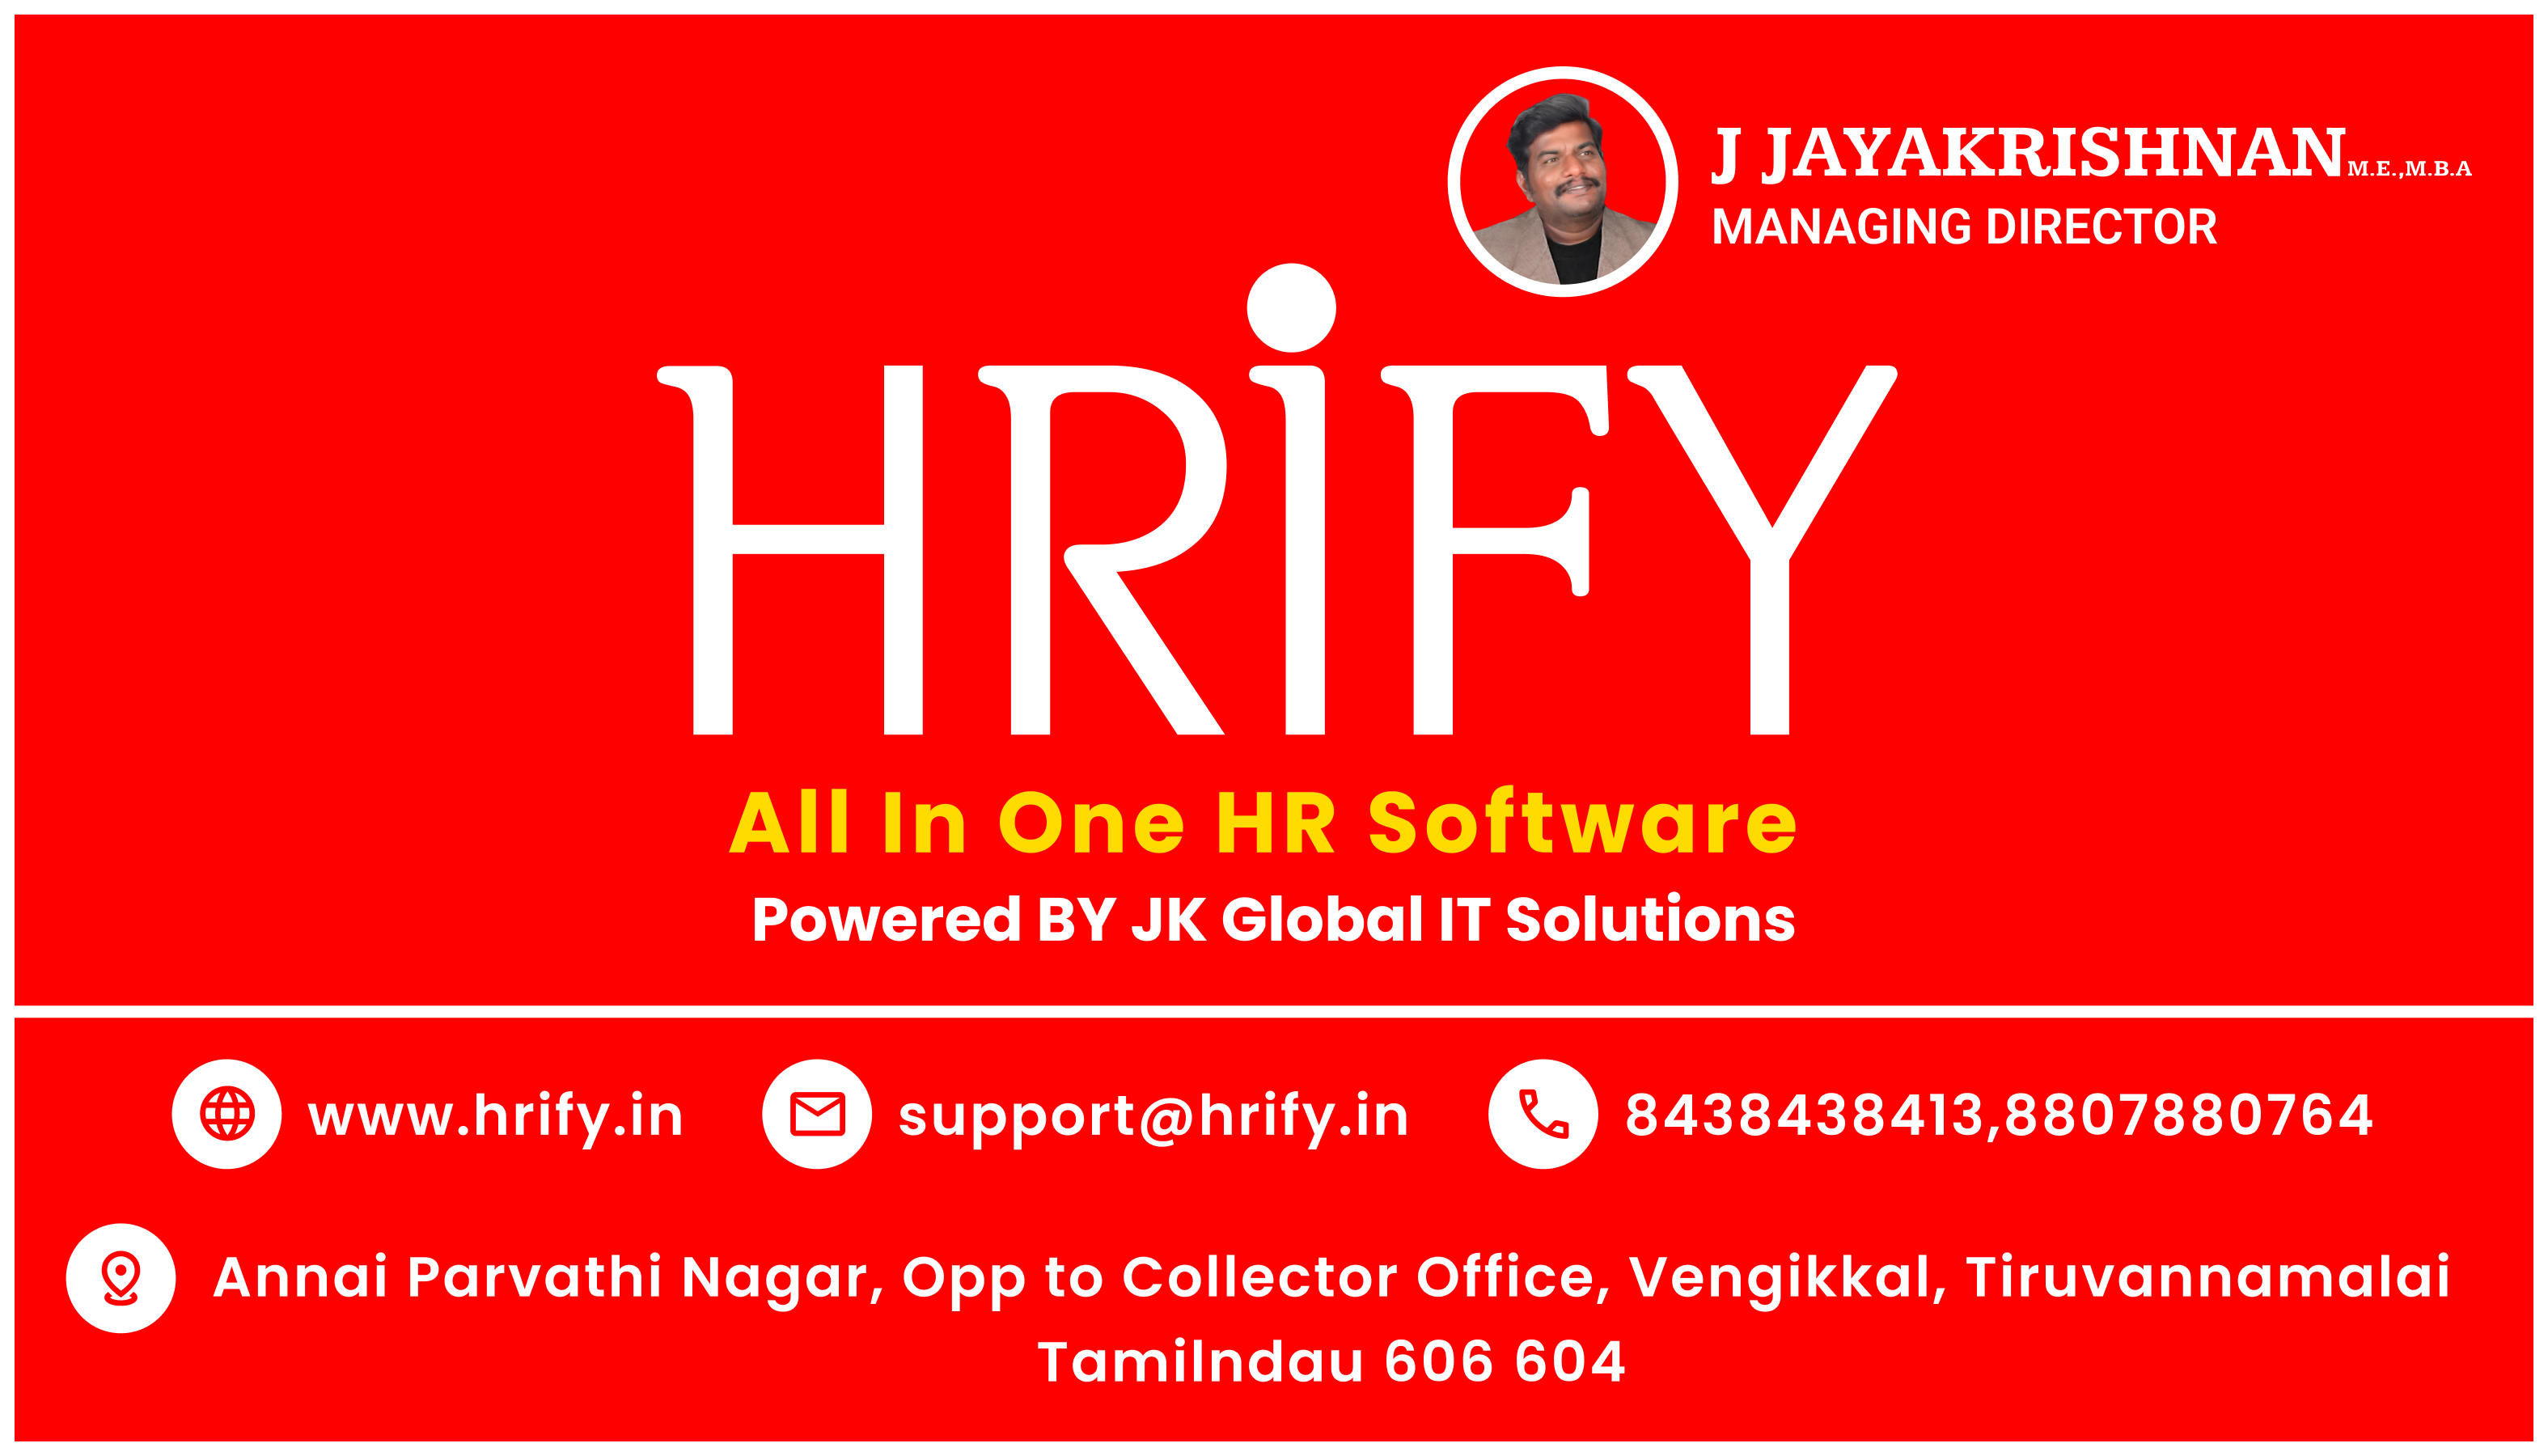 J JAYAKRISHNAN M.E.,M.B.A
MANAGING DIRECTOR
HRiFY
All In One HR Software
Powered BY JK Global IT Solutions
www.hrify.in
support@hrify.in
8438438413,8807880764
Annai Parvathi Nagar, Opp to Collector Office, Vengikkal, Tiruvannamalai
Tamilndau 606 604